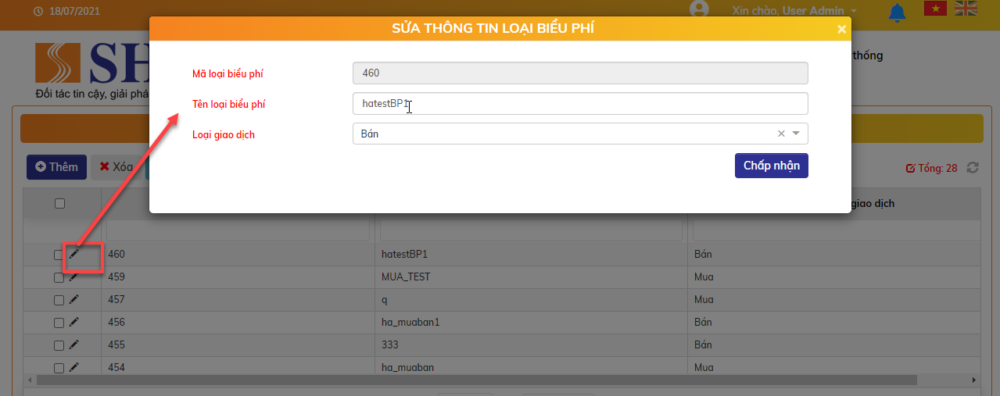 18/07/2021
Xin chào, User Admin
SỬA THÔNG TIN LOẠI BIỂU PHÍ
×
SH
thống
Đối tác tin cậy, giải phá
Mã loại biểu phí
460
Tên loại biểu phí
hatestBP1
Loại giao dịch
Bán
×
Chấp nhận
Thêm
Xóa
Tổng: 28
giao dịch
460
hatestBP1
Bán
459
MUA_TEST
Mua
457
q
Mua
456
ha_muaban1
Bán
455
333
Bán
454
ha_muaban
Mua